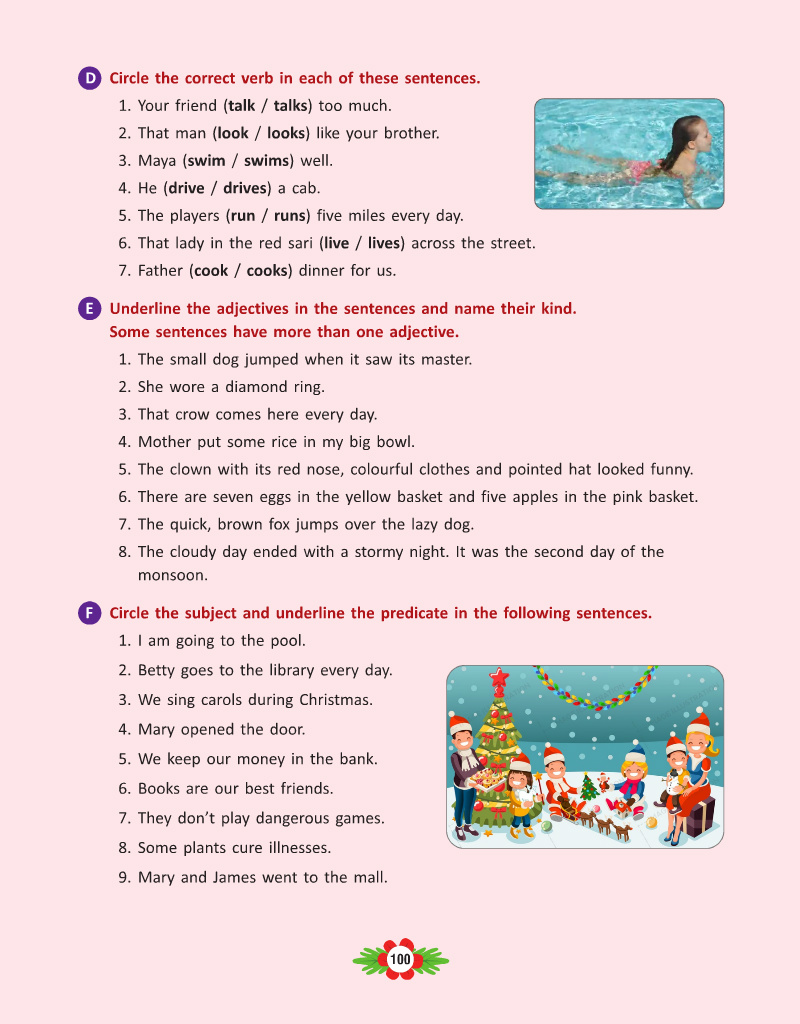 D Circle the correct verb in each of these sentences.
1. Your friend (talk / talks) too much.
2. That man (look / looks) like your brother.
3. Maya (swim / swims) well.
4. He (drive / drives) a cab.
5. The players (run / runs) five miles every day.
6. That lady in the red sari (live / lives) across the street.
7. Father (cook / cooks) dinner for us.
E Underline the adjectives in the sentences and name their kind.
Some sentences have more than one adjective.
1. The small dog jumped when it saw its master.
2. She wore a diamond ring.
3. That crow comes here every day.
4. Mother put some rice in my big bowl.
5. The clown with its red nose, colourful clothes and pointed hat looked funny.
6. There are seven eggs in the yellow basket and five apples in the pink basket.
7. The quick, brown fox jumps over the lazy dog.
8. The cloudy day ended with a stormy night. It was the second day of the
monsoon.
F Circle the subject and underline the predicate in the following sentences.
1. I am going to the pool.
2. Betty goes to the library every day.
3. We sing carols during Christmas.
4. Mary opened the door.
5. We keep our money in the bank.
6. Books are our best friends.
7. They don’t play dangerous games.
8. Some plants cure illnesses.
9. Mary and James went to the mall.
100